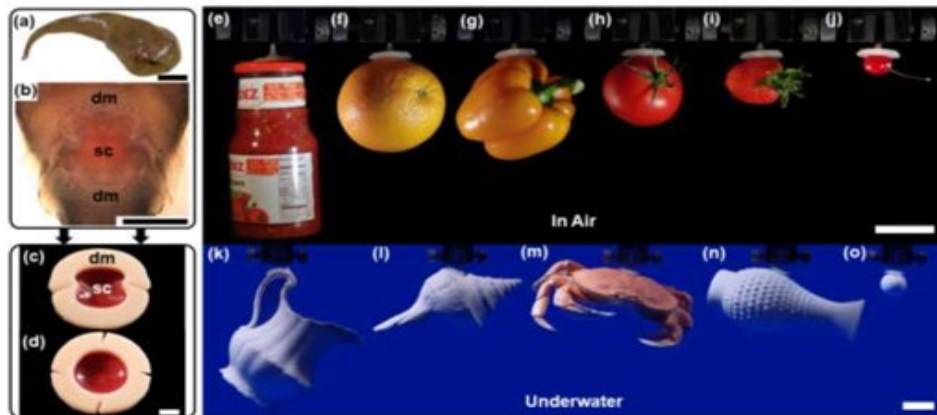 (a)
(b)
dm
sc
dm
(c)
dm
sc
(d)
(e)
(f)
(g)
(h)
(i)
(j)
In Air
(k)
(l)
(m)
(n)
(o)
Underwater